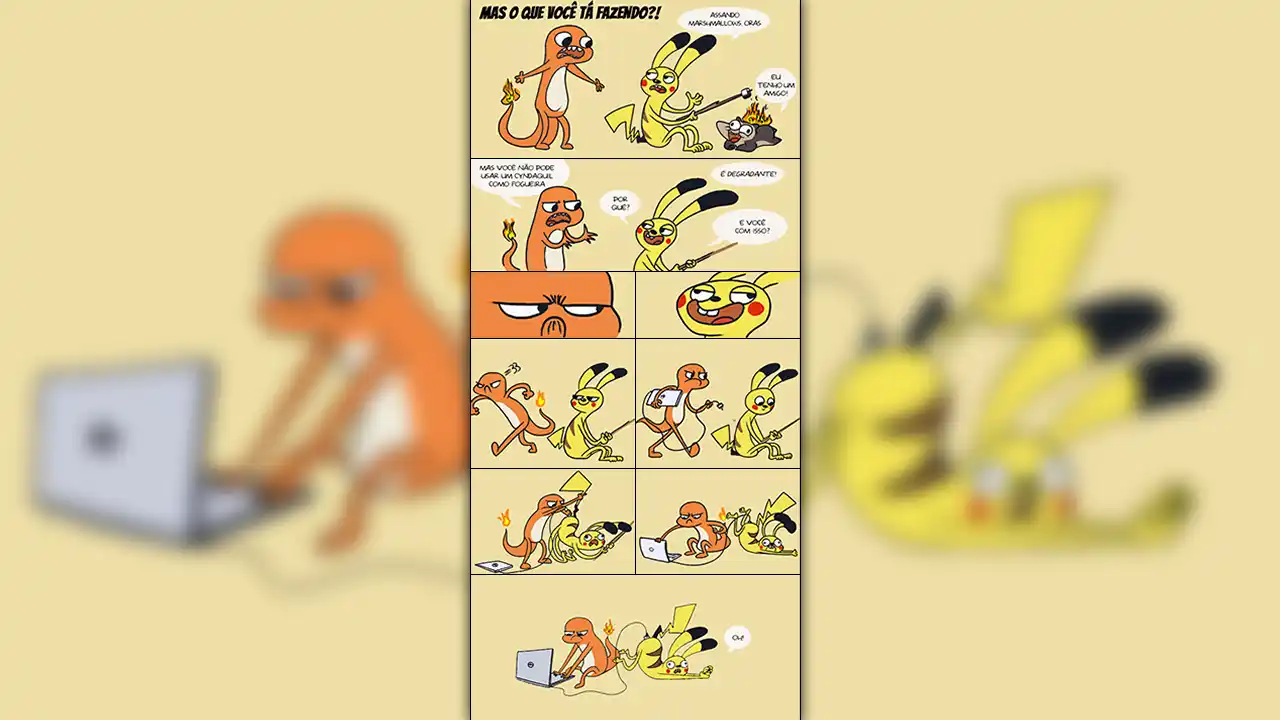 MAS O QUE VOCÊ TÁ FAZENDO?!
ASSANDO
MARSHMALLOWS, ORAS
EU
TENHO UM
AMIGO!
MAS VOCÊ NÃO PODE
USAR UM CYNDAQUIL
COMO FOGUEIRA
POR
QUÊ?
É DEGRADANTE!
E VOCÊ
COM ISSO?